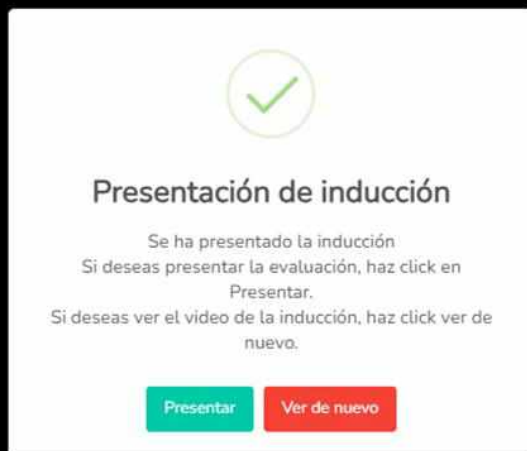 Presentación de inducción
Se ha presentado la inducción
Si deseas presentar la evaluación, haz click en
Presentar.
Si deseas ver el video de la inducción, haz click ver de
nuevo.
Presentar
Ver de nuevo